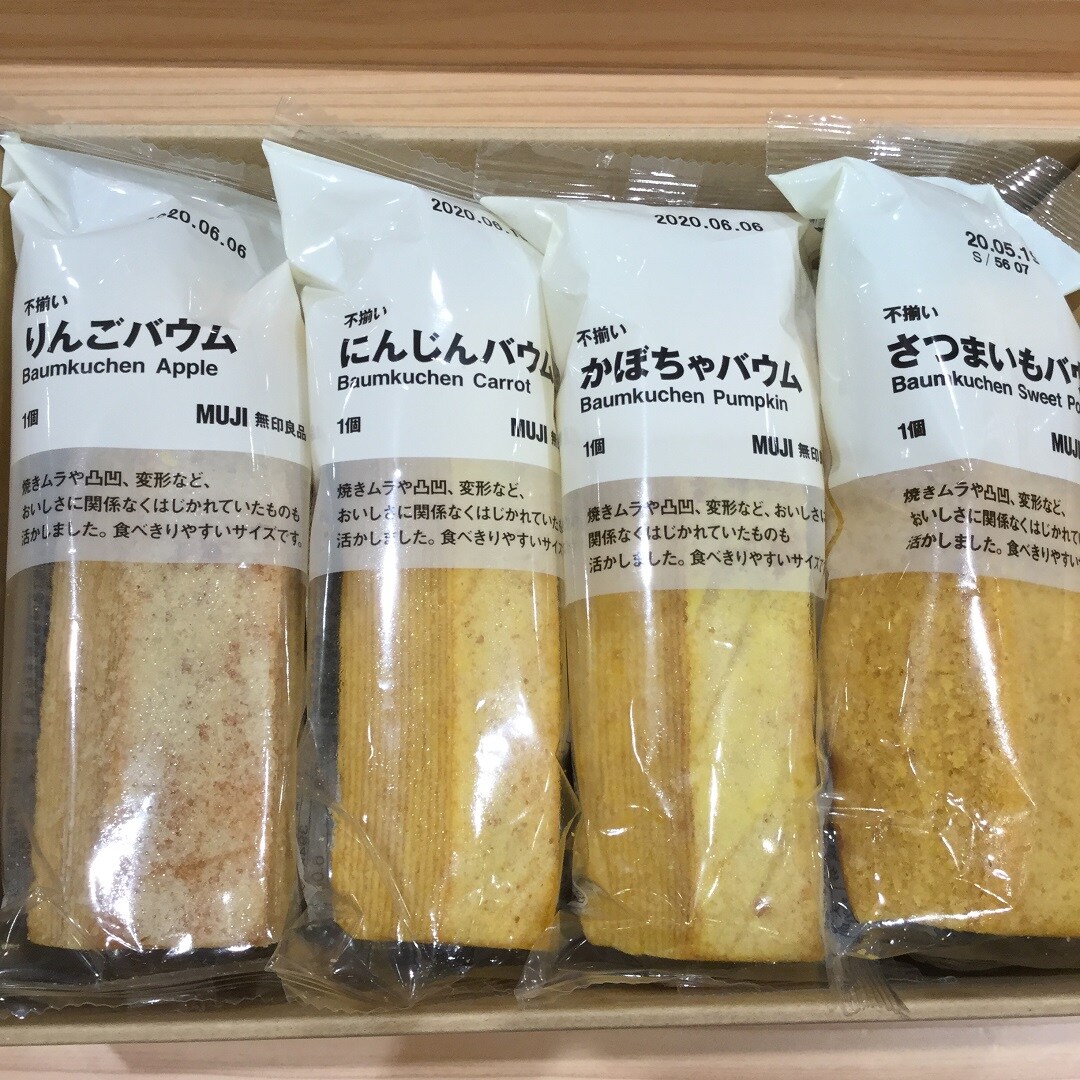 20.06.06
不揃い
りんごバウム
Baumkuchen Apple
1個
MUJI 無印良品
焼きムラや凸凹、変形など、
おいしさに関係なくはじかれていたものも
活かしました。食べきりやすいサイズです。
2020.06
不揃い
にんじんバウム
Baumkuchen Carrot
1個
MUJI 無
焼きムラや凸凹、変形など、
おいしさに関係なくはじかれていた
活かしました。食べきりやすいサイズ
2020.06.06
不揃い
かぼちゃバウム
Baumkuchen Pumpkin
1個
MUJI 無印良
焼きムラや凸凹、変形など、おいしさに
関係なくはじかれていたものも
活かしました。食べきりやすいサイズ
20.05.1
S/ 56 07
不揃い
さつまいもバウ
Baumkuchen Sweet Po
1個
MUJI
焼きムラや凸凹、変形など、
おいしさに関係なくはじかれてい
活かしました。食べきりやすいサイズ